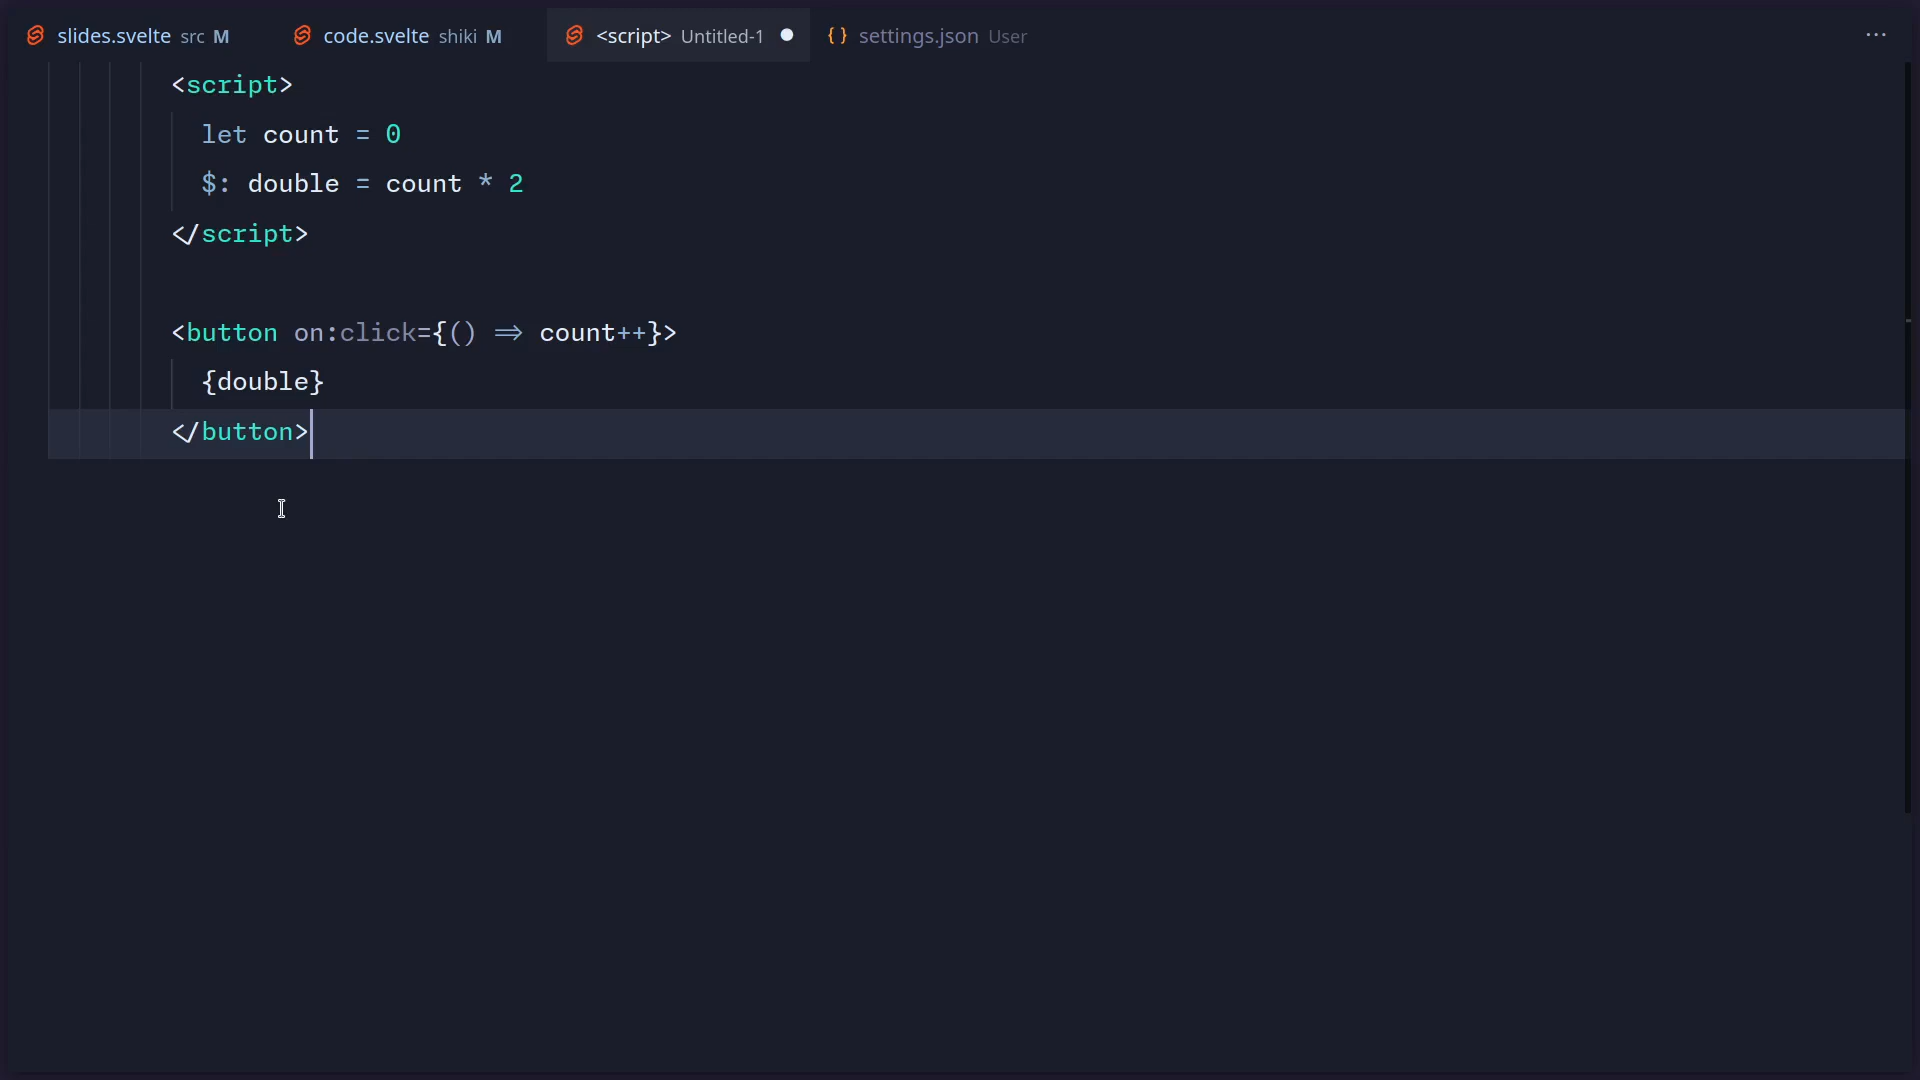 slides.svelte src M code.svelte shiki M <script> Untitled-1 ● {} settings.json User ···
<script>
let count = 0
$: double = count * 2
</script>
<button on:click={() => count++}>
{double}
</button>